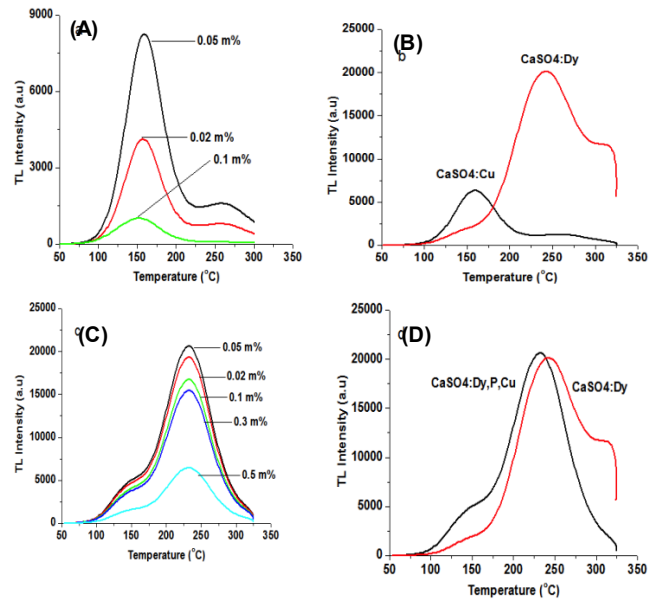 a
(A)
9000
6000
3000
0
50 100 150 200 250 300 350
TL Intensity (a.u)
Temperature (°C)
0.05 m%
0.02 m%
0.1 m%
(B)
b
25000
20000
15000
10000
5000
0
50 100 150 200 250 300 350
TL Intensity (a.u)
Temperature (°C)
CaSO4:Dy
CaSO4:Cu
(C)
25000
20000
15000
10000
5000
0
50 100 150 200 250 300 350
TL Intensity (a.u)
Temperature (°C)
0.05 m%
0.02 m%
0.1 m%
0.3 m%
0.5 m%
(D)
25000
20000
15000
10000
5000
0
50 100 150 200 250 300 350
TL Intensity (a.u)
Temperature (°C)
CaSO4:Dy,P,Cu
CaSO4:Dy